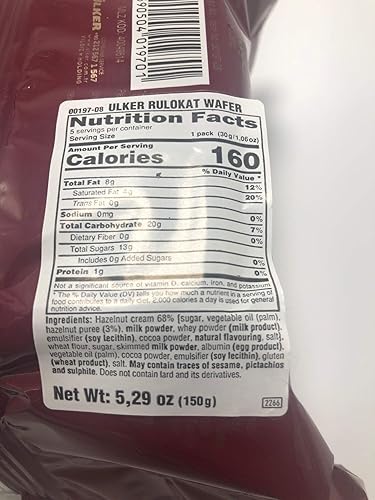 ÜLKER
MLZ KOD: 4049814
90504 019701
00197-08 ULKER RULOKAT WAFER
Nutrition Facts
5 servings per container
Serving Size 1 pack (30g/1.06oz)
Amount Per Serving
Calories 160
% Daily Value *
Total Fat 8g 12%
Saturated Fat 4g 20%
Trans Fat 0g
Sodium 0mg 0%
Total Carbohydrate 20g 7%
Dietary Fiber 0g 0%
Total Sugars 13g
Includes 0g Added Sugars 0%
Protein 1g 0%
Not a significant source of vitamin D, calcium, iron, and potassium
* The % Daily Value (DV) tells you how much a nutrient in a serving of
food contributes to a daily diet. 2,000 calories a day is used for general
nutrition advice.
Ingredients: Hazelnut cream 68% [sugar, vegetable oil (palm),
hazelnut puree (3%), milk powder, whey powder (milk product),
emulsifier (soy lecithin), cocoa powder, natural flavouring, salt],
wheat flour, sugar, skimmed milk powder, albumin (egg product),
vegetable oil (palm), cocoa powder, emulsifier (soy lecithin), gluten
(wheat product), salt. May contain traces of sesame, pictachios
and sulphite. Does not contain lard and its derivatives.
Net Wt: 5,29 oz (150g)
2266